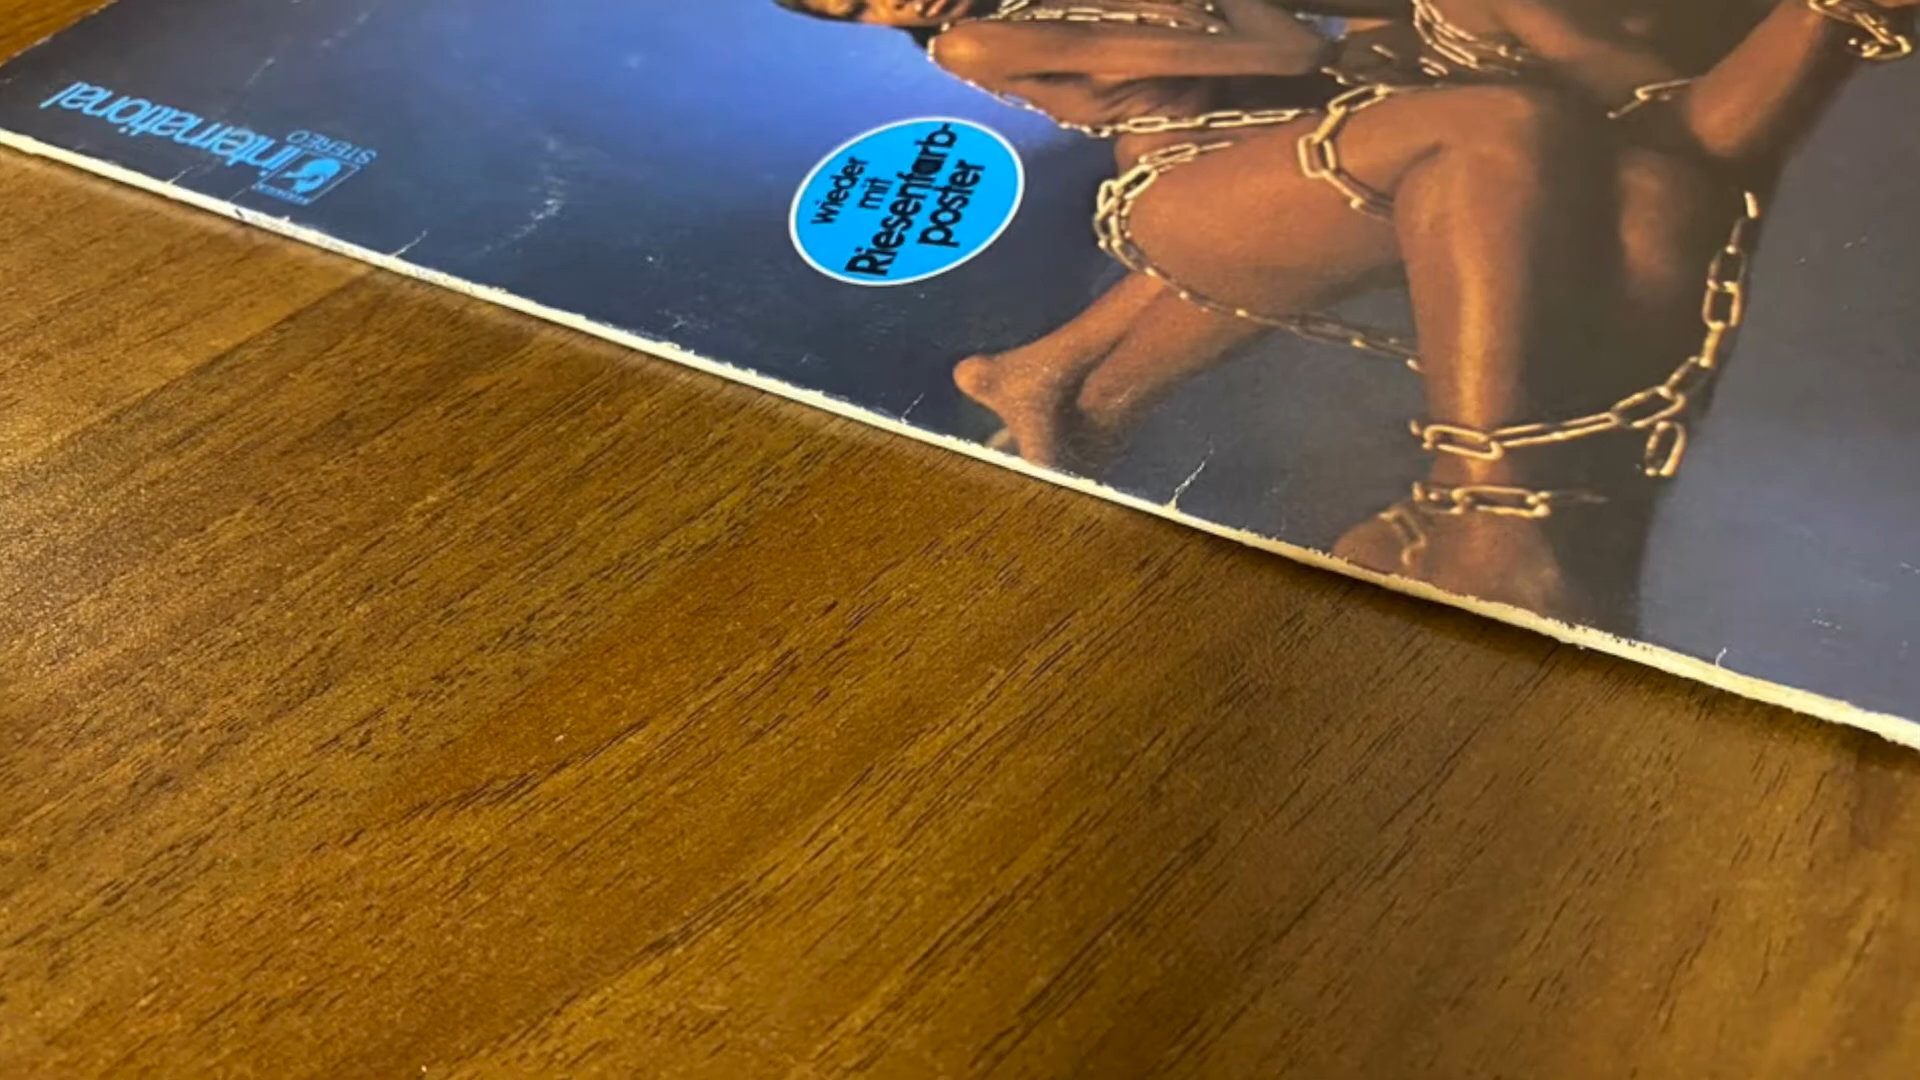 wieder
mit
Riesenfarb-
poster
International
STEREO